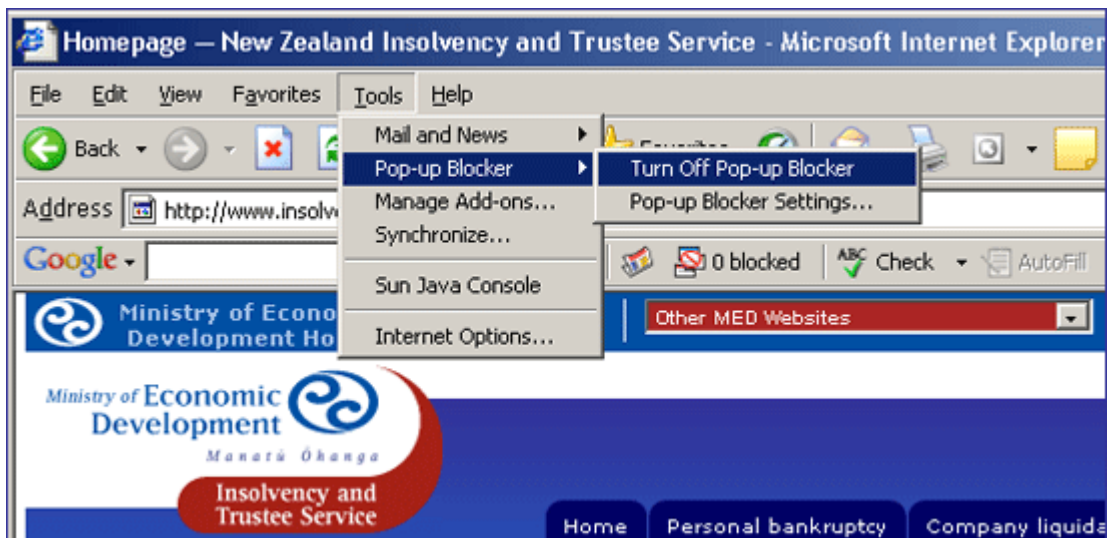 Homepage — New Zealand Insolvency and Trustee Service - Microsoft Internet Explorer
File Edit View Favorites Tools Help
Back
Mail and News
Pop-up Blocker
Turn Off Pop-up Blocker
Manage Add-ons...
Pop-up Blocker Settings...
Address http://www.insolv
Synchronize...
Google
0 blocked ABC Check AutoFill
Sun Java Console
Internet Options...
Ministry of Econo
Development Ho
Other MED Websites
Ministry of Economic
Development
Manatū Ōhanga
Insolvency and
Trustee Service
Home Personal bankruptcy Company liquida